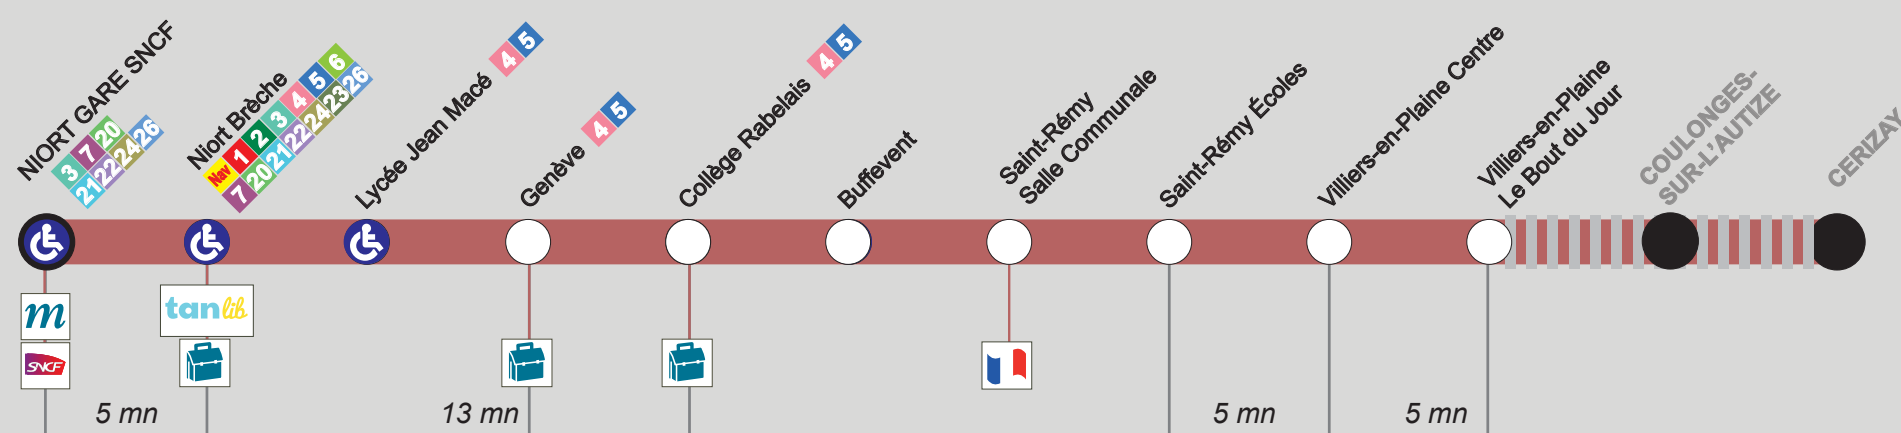 NIORT GARE SNCF
3 7 20
21 22 24 26
Niort Brèche
Nav 1 2 3 4 5 6
7 20 21 22 24 23 26
Lycée Jean Macé 4 5
Genève 4 5
Collège Rabelais 4 5
Buffevent
Saint-Rémy
Salle Communale
Saint-Rémy Écoles
Villiers-en-Plaine Centre
Villiers-en-Plaine
Le Bout du Jour
COULONGES-
SUR-L'AUTIZE
CERIZAY
m
SNCF
tanlib
5 mn
13 mn
5 mn
5 mn